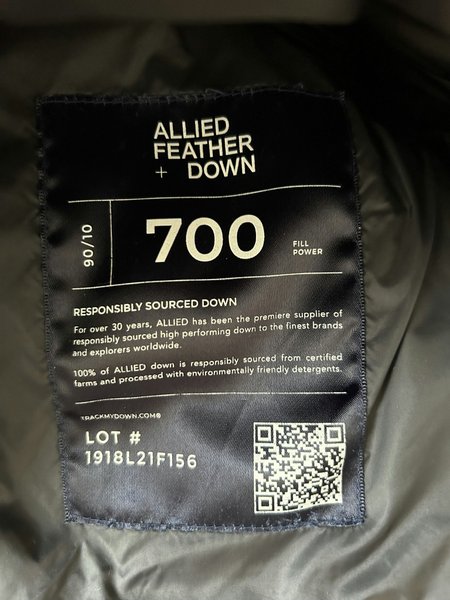 ALLIED
FEATHER
+ DOWN
90/10
700
FILL
POWER
RESPONSIBLY SOURCED DOWN
For over 30 years, ALLIED has been the premiere supplier of
responsibly sourced high performing down to the finest brands
and explorers worldwide.
100% of ALLIED down is responsibly sourced from certified
farms and processed with environmentally friendly detergents.
TRACKMYDOWN.COM®
LOT #
1918L21F156